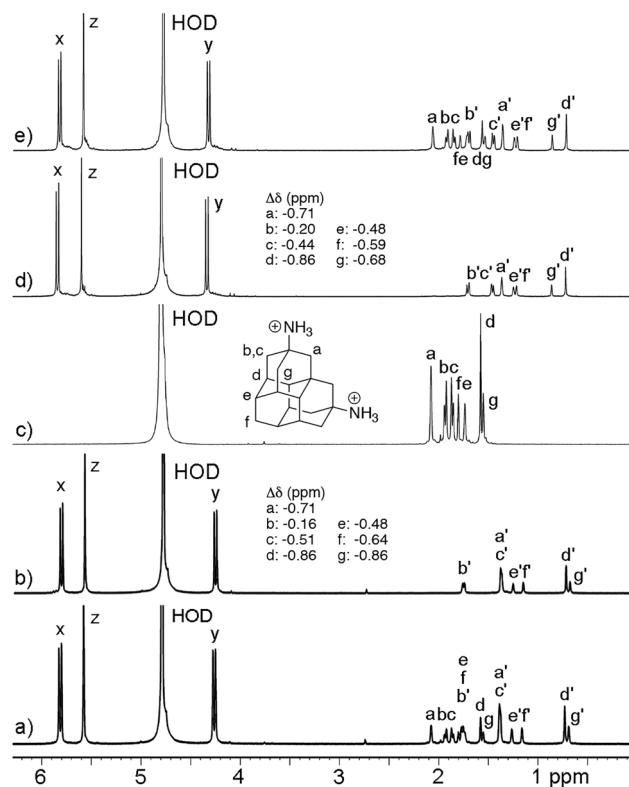 x z HOD y a bc fe b' dg c' a' e'f' g' d'
e)
x z HOD y b'c' a' e'f' g' d'
Δδ (ppm)
a: -0.71
b: -0.20 e: -0.48
c: -0.44 f: -0.59
d: -0.86 g: -0.68
d)
HOD a bc fe d g
⊕NH3
b,c a
d g
e
f ⊕NH3
c)
x z HOD y b' a' c' e'f' d' g'
Δδ (ppm)
a: -0.71
b: -0.16 e: -0.48
c: -0.51 f: -0.64
d: -0.86 g: -0.86
b)
x z HOD y a bc e f b' d g a' c' e'f' d' g'
a)
6 5 4 3 2 1 ppm